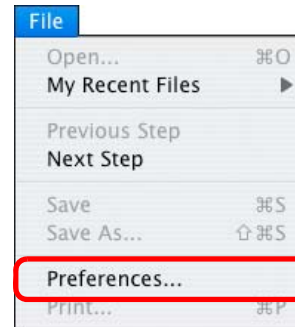 File
Open... ⌘O
My Recent Files ▶
Previous Step
Next Step
Save ⌘S
Save As... ⇧⌘S
Preferences...
Print... ⌘P